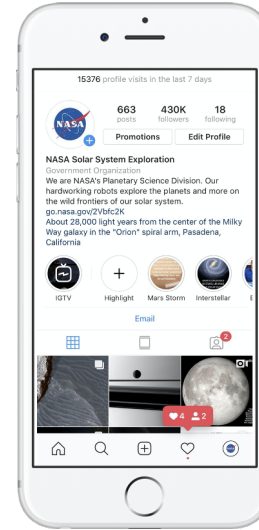 15376 profile visits in the last 7 days
NASA
663 430K 18
posts followers following
Promotions Edit Profile
NASA Solar System Exploration
Government Organization
We are NASA's Planetary Science Division. Our
hardworking robots explore the planets and more on
the wild frontiers of our solar system.
go.nasa.gov/2Vbfc2K
About 28,000 light years from the center of the Milky
Way galaxy in the "Orion" spiral arm, Pasadena,
California
IGTV Highlight Mars Storm Interstellar E
Email
2
4 2